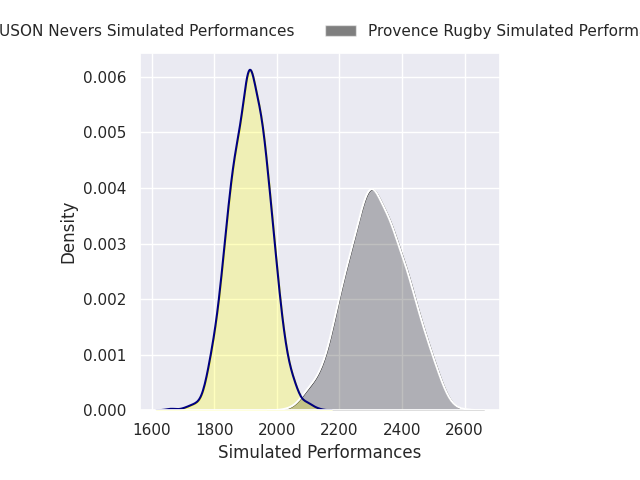 USON Nevers Simulated Performances Provence Rugby Simulated Perform
0.006
0.005
0.004
0.003
0.002
0.001
0.000
Density
1600 1800 2000 2200 2400 2600
Simulated Performances